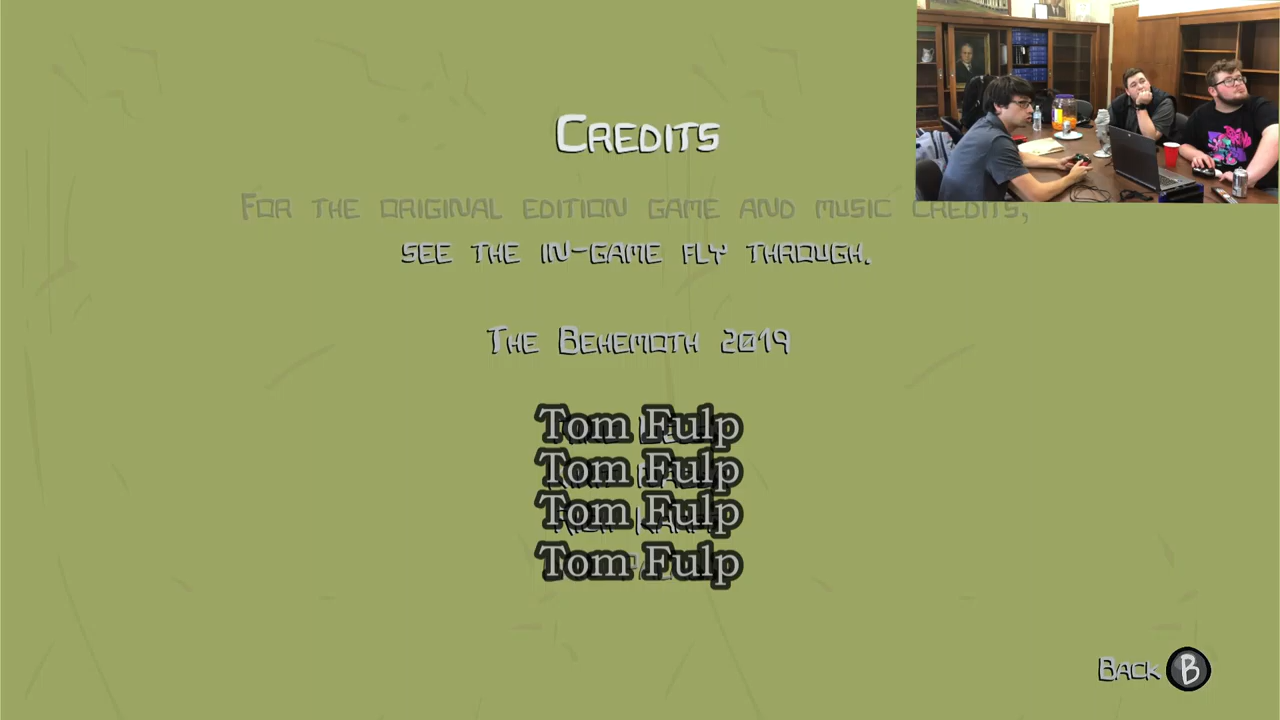 Credits
For the original edition game and music credits,
see the in-game fly through.
The Behemoth 2019
Tom Fulp
Tom Fulp
Tom Fulp
Tom Fulp
Back B